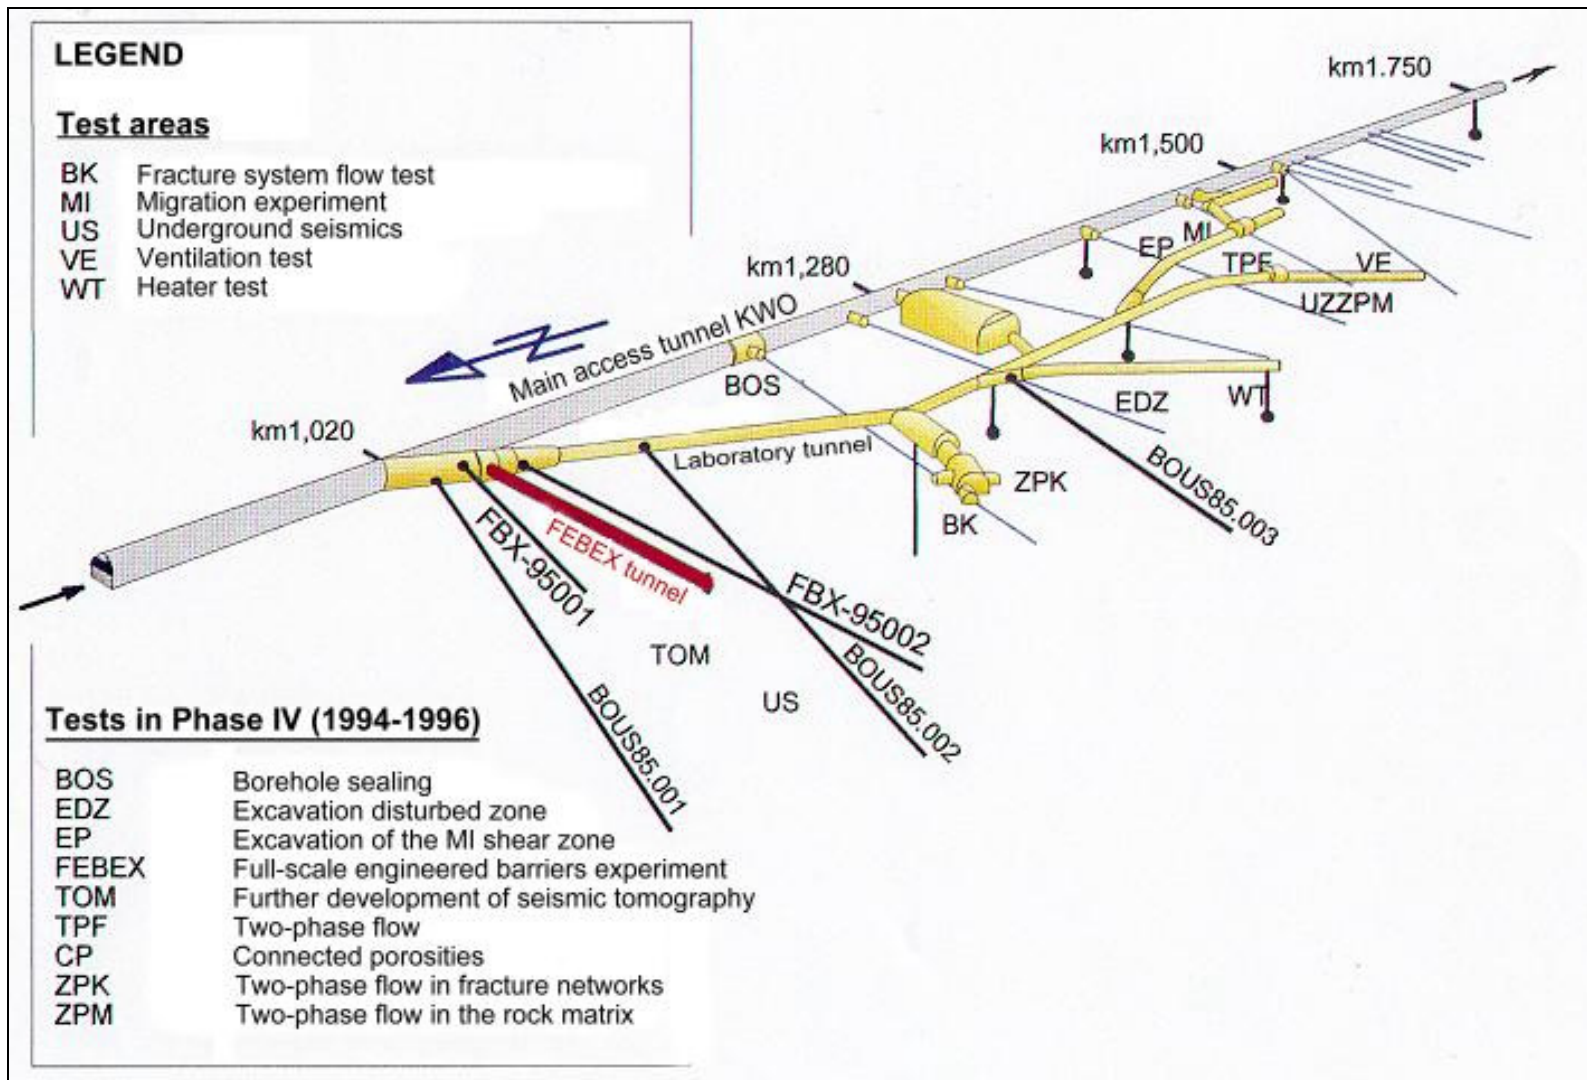 LEGEND
Test areas
BK Fracture system flow test
MI Migration experiment
US Underground seismics
VE Ventilation test
WT Heater test
km1.750
km1,500
km1,280
km1,020
Main access tunnel KWO
BOS
MI
EP
TPF
VE
UZZPM
EDZ
WT
Laboratory tunnel
ZPK
BK
BOUS85.003
FBX-95001
FEBEX tunnel
FBX-95002
BOUS85.002
BOUS85.001
TOM
US
Tests in Phase IV (1994-1996)
BOS Borehole sealing
EDZ Excavation disturbed zone
EP Excavation of the MI shear zone
FEBEX Full-scale engineered barriers experiment
TOM Further development of seismic tomography
TPF Two-phase flow
CP Connected porosities
ZPK Two-phase flow in fracture networks
ZPM Two-phase flow in the rock matrix